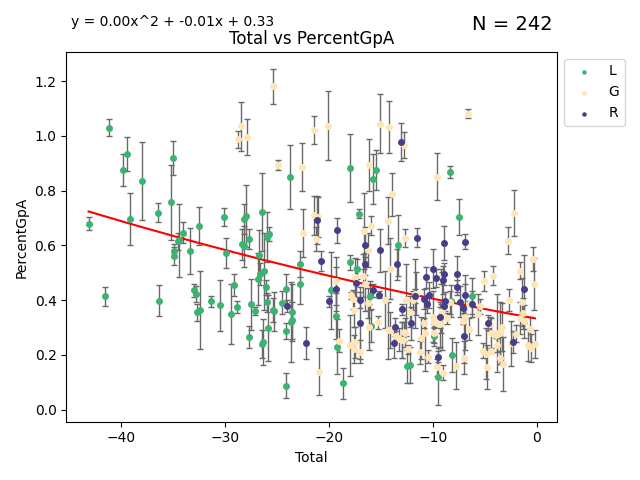 y = 0.00x^2 + -0.01x + 0.33
N = 242
Total vs PercentGpA
L
G
R
PercentGpA
1.2
1.0
0.8
0.6
0.4
0.2
0.0
−40
−30
−20
−10
0
Total